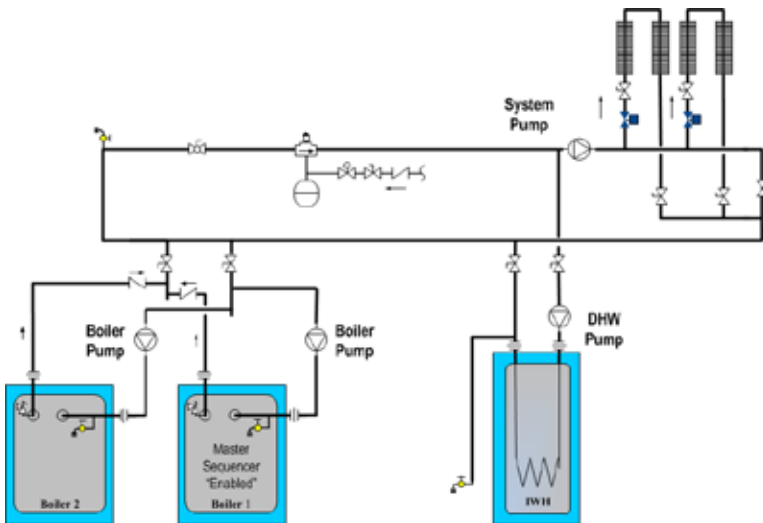 System
Pump
Boiler
Pump
Boiler
Pump
DHW
Pump
Master
Sequencer
"Enabled"
Boiler 2
Boiler 1
IWH